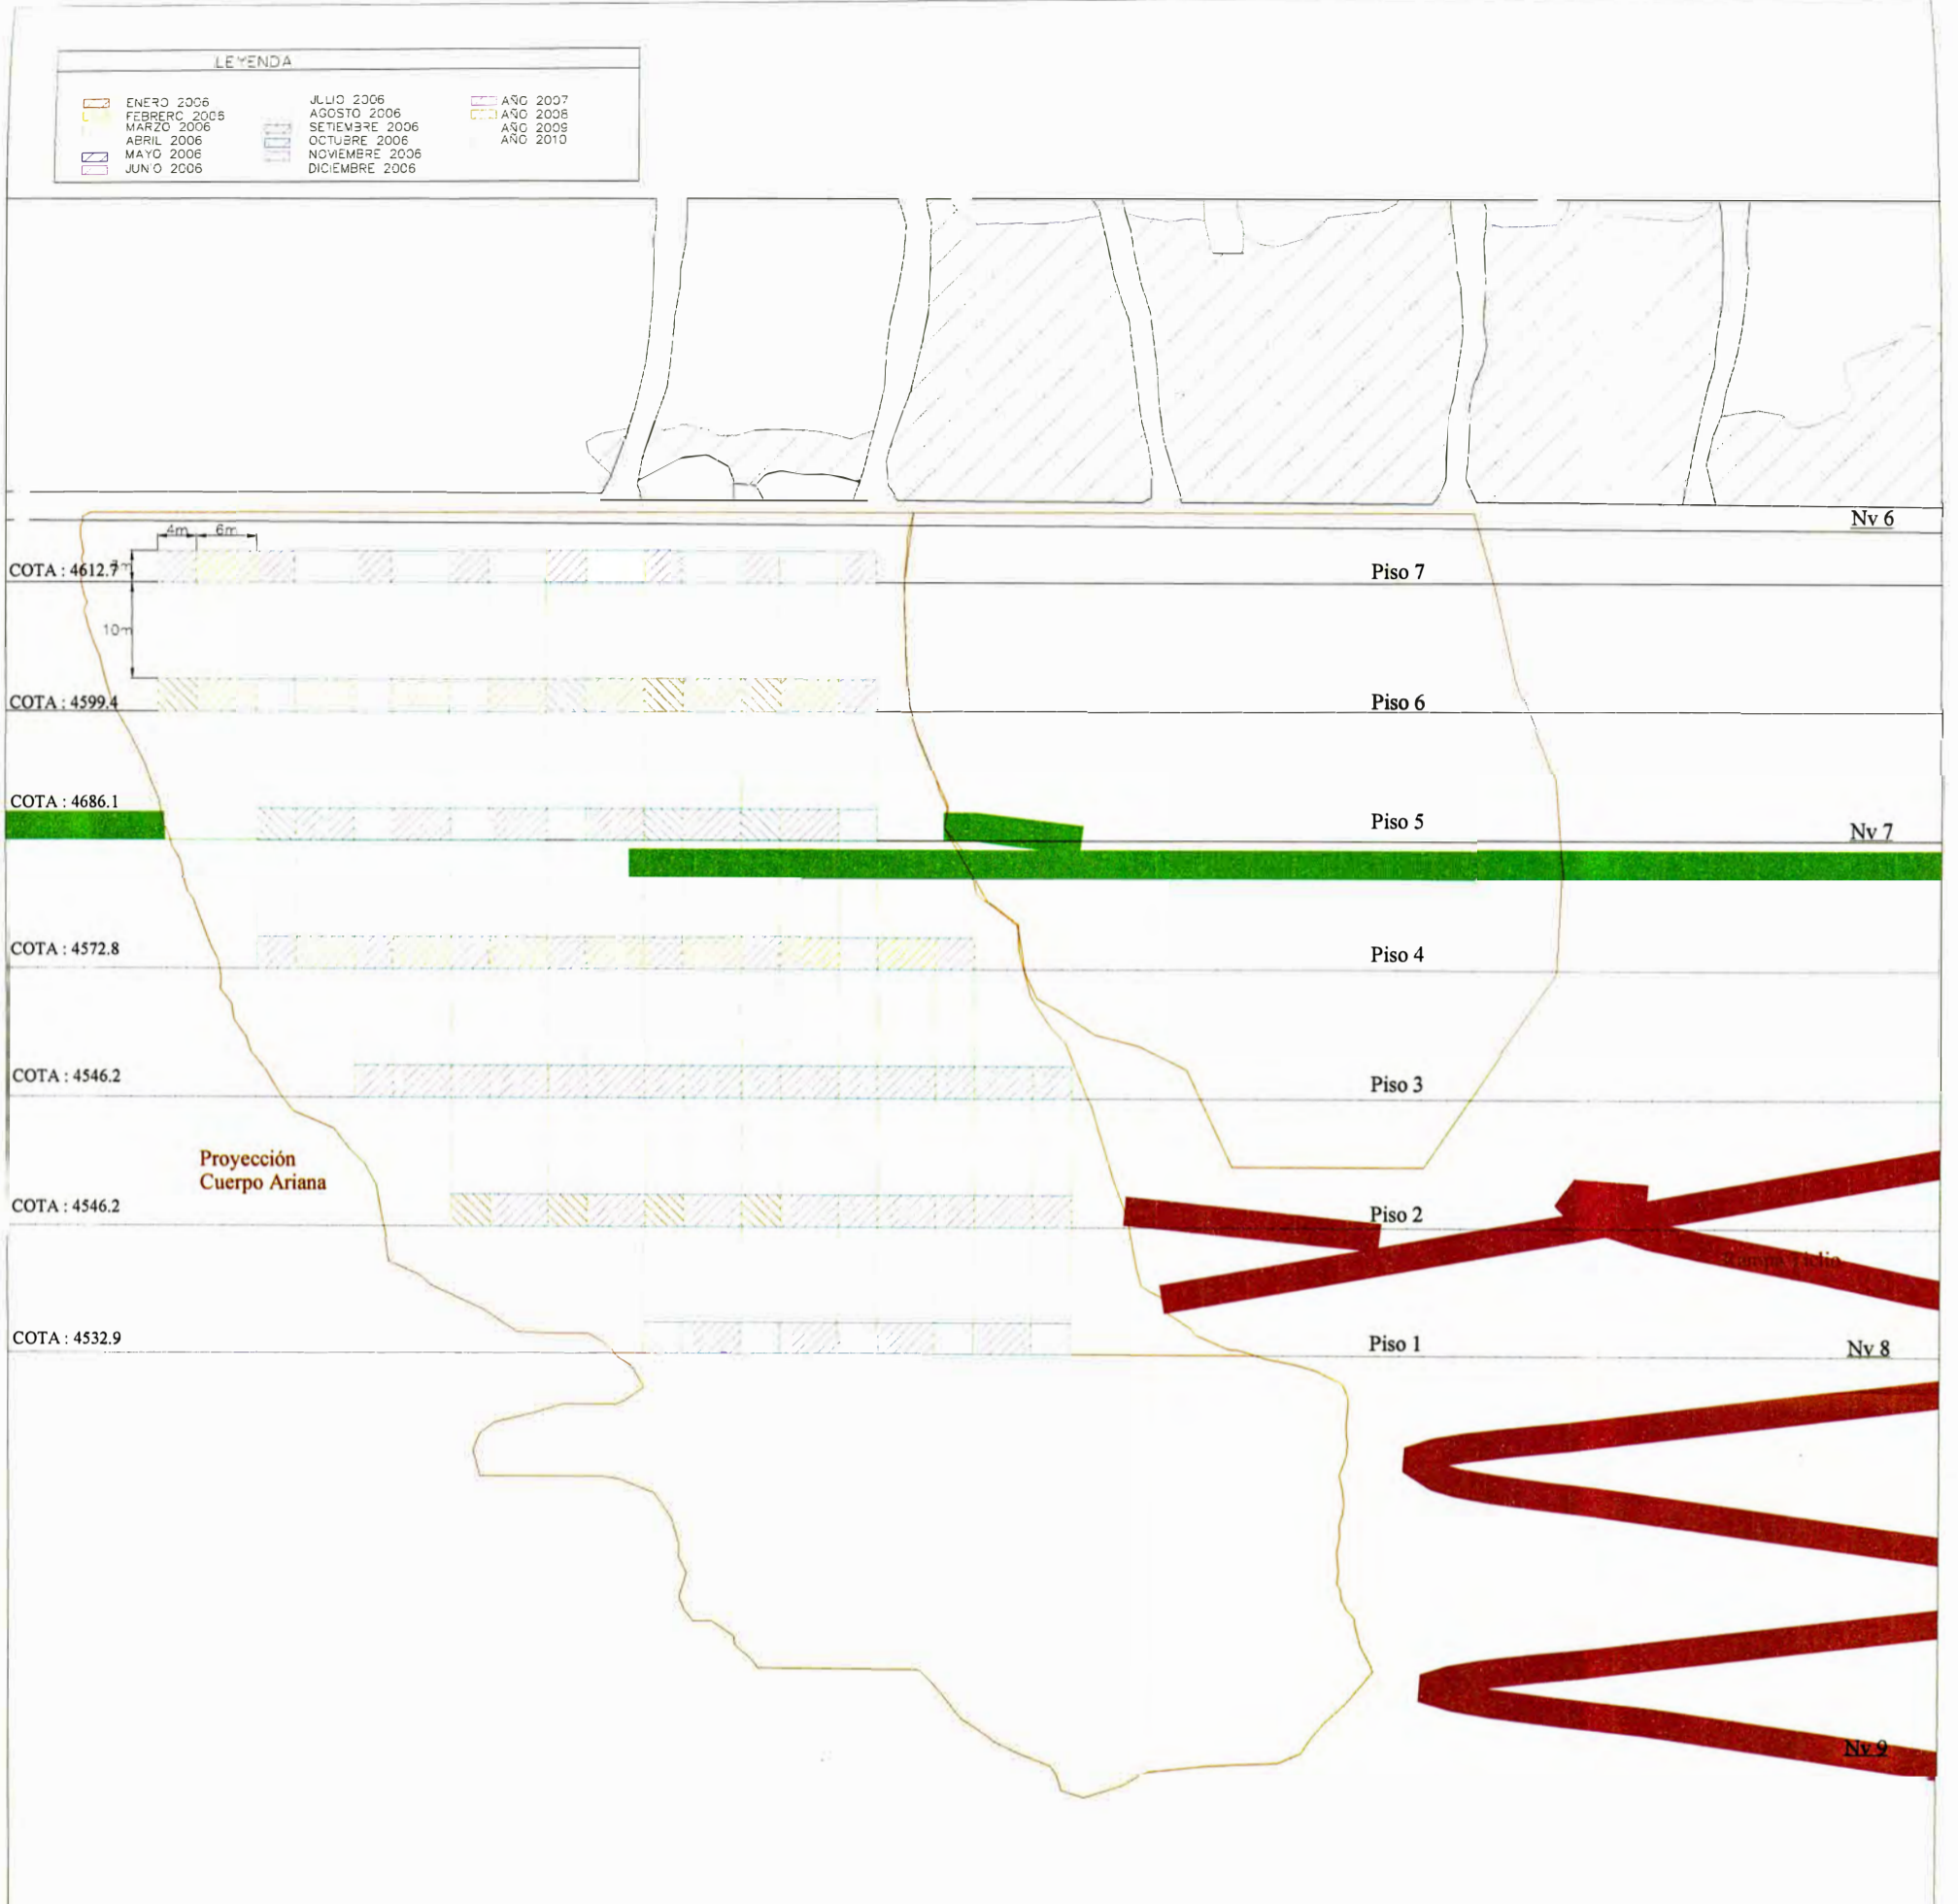 LEYENDA
ENERO 2006
FEBRERO 2006
MARZO 2006
ABRIL 2006
MAYO 2006
JUNIO 2006
JULIO 2006
AGOSTO 2006
SETIEMBRE 2006
OCTUBRE 2006
NOVIEMBRE 2006
DICIEMBRE 2006
AÑO 2007
AÑO 2008
AÑO 2009
AÑO 2010
Nv 6
4m 6m
COTA : 4612.7
Piso 7
10m
COTA : 4599.4
Piso 6
COTA : 4686.1
Piso 5
Nv 7
COTA : 4572.8
Piso 4
COTA : 4546.2
Piso 3
Proyección
Cuerpo Ariana
COTA : 4546.2
Piso 2
COTA : 4532.9
Piso 1
Nv 8
Nv 9